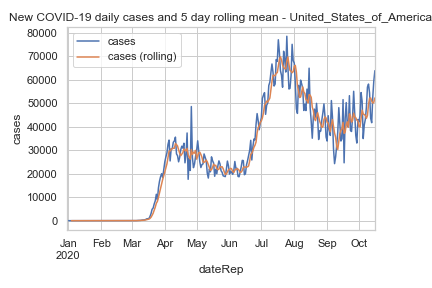 New COVID-19 daily cases and 5 day rolling mean - United_States_of_America
80000
70000
60000
50000
40000
30000
20000
10000
0
cases
cases
cases (rolling)
Jan Feb Mar Apr May Jun Jul Aug Sep Oct
2020
dateRep